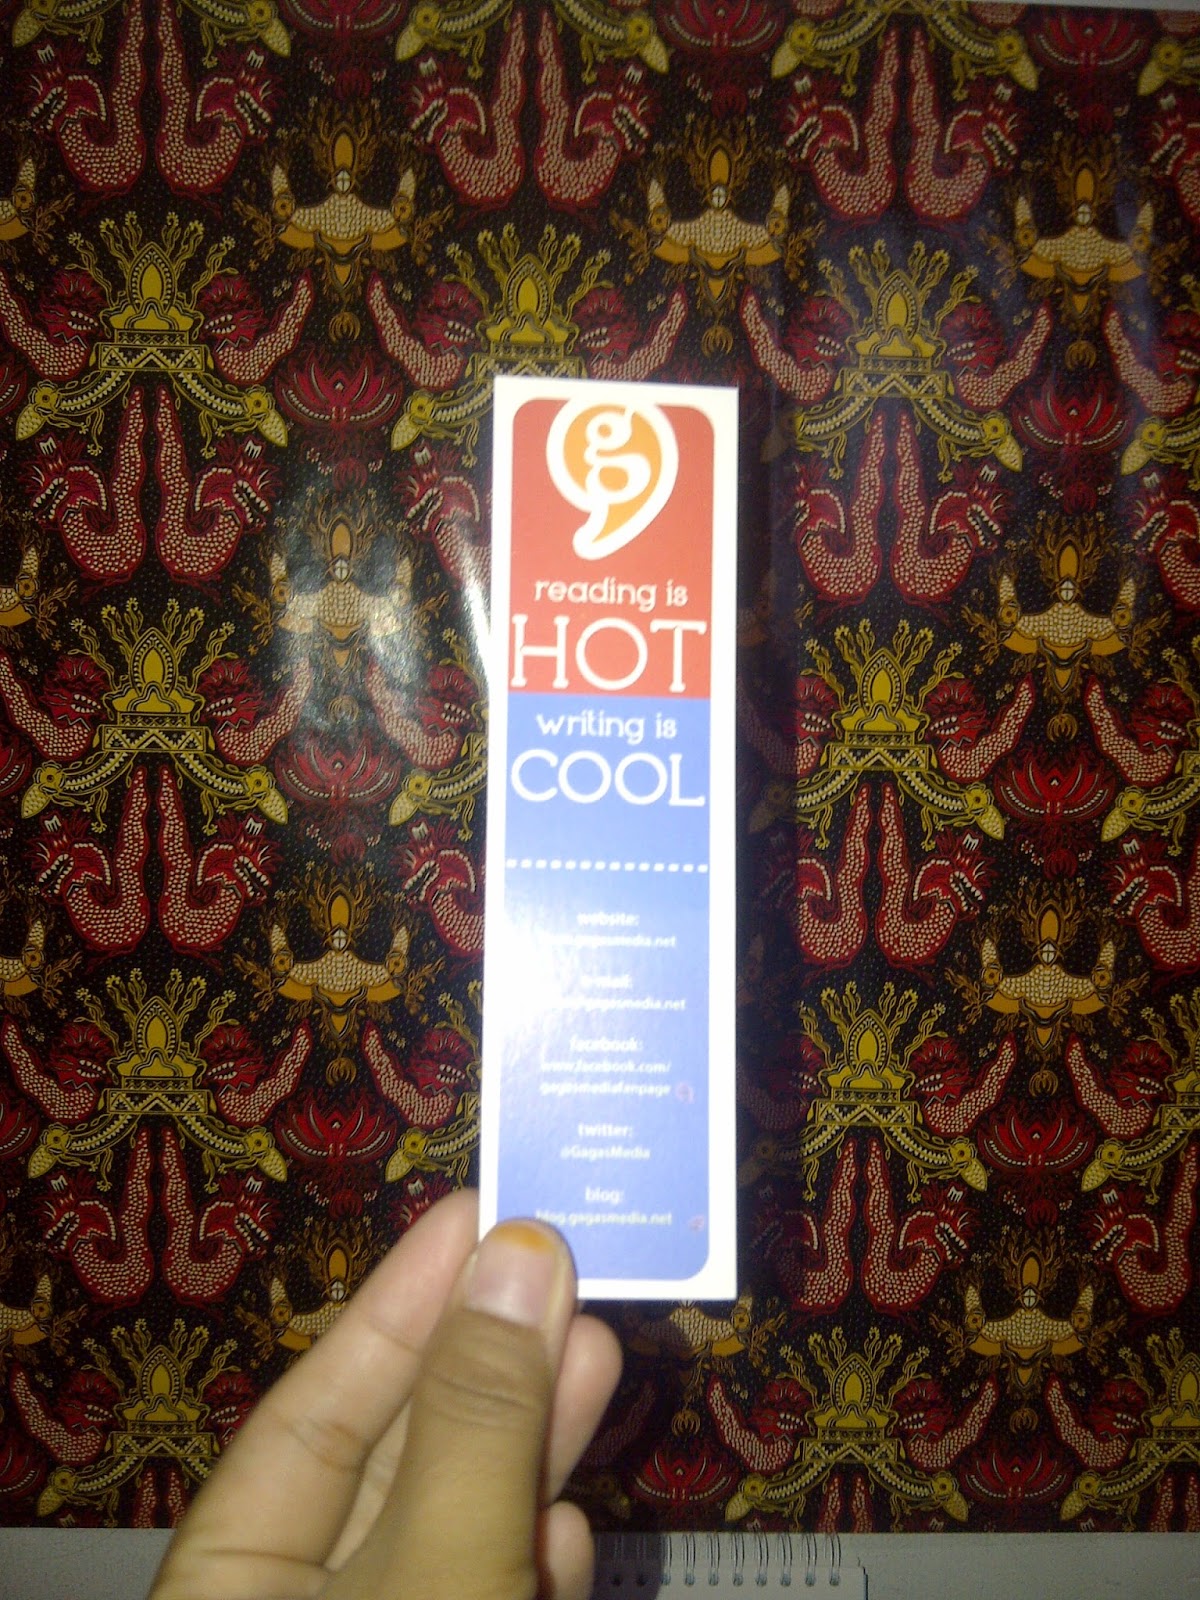 g
reading is
HOT
writing is
COOL
website:
gagasmedia.net
gagasmedia.net
facebook:
www.facebook.com/
gagasmediafanpage
twitter:
@GagasMedia
blog:
blog.gagasmedia.net